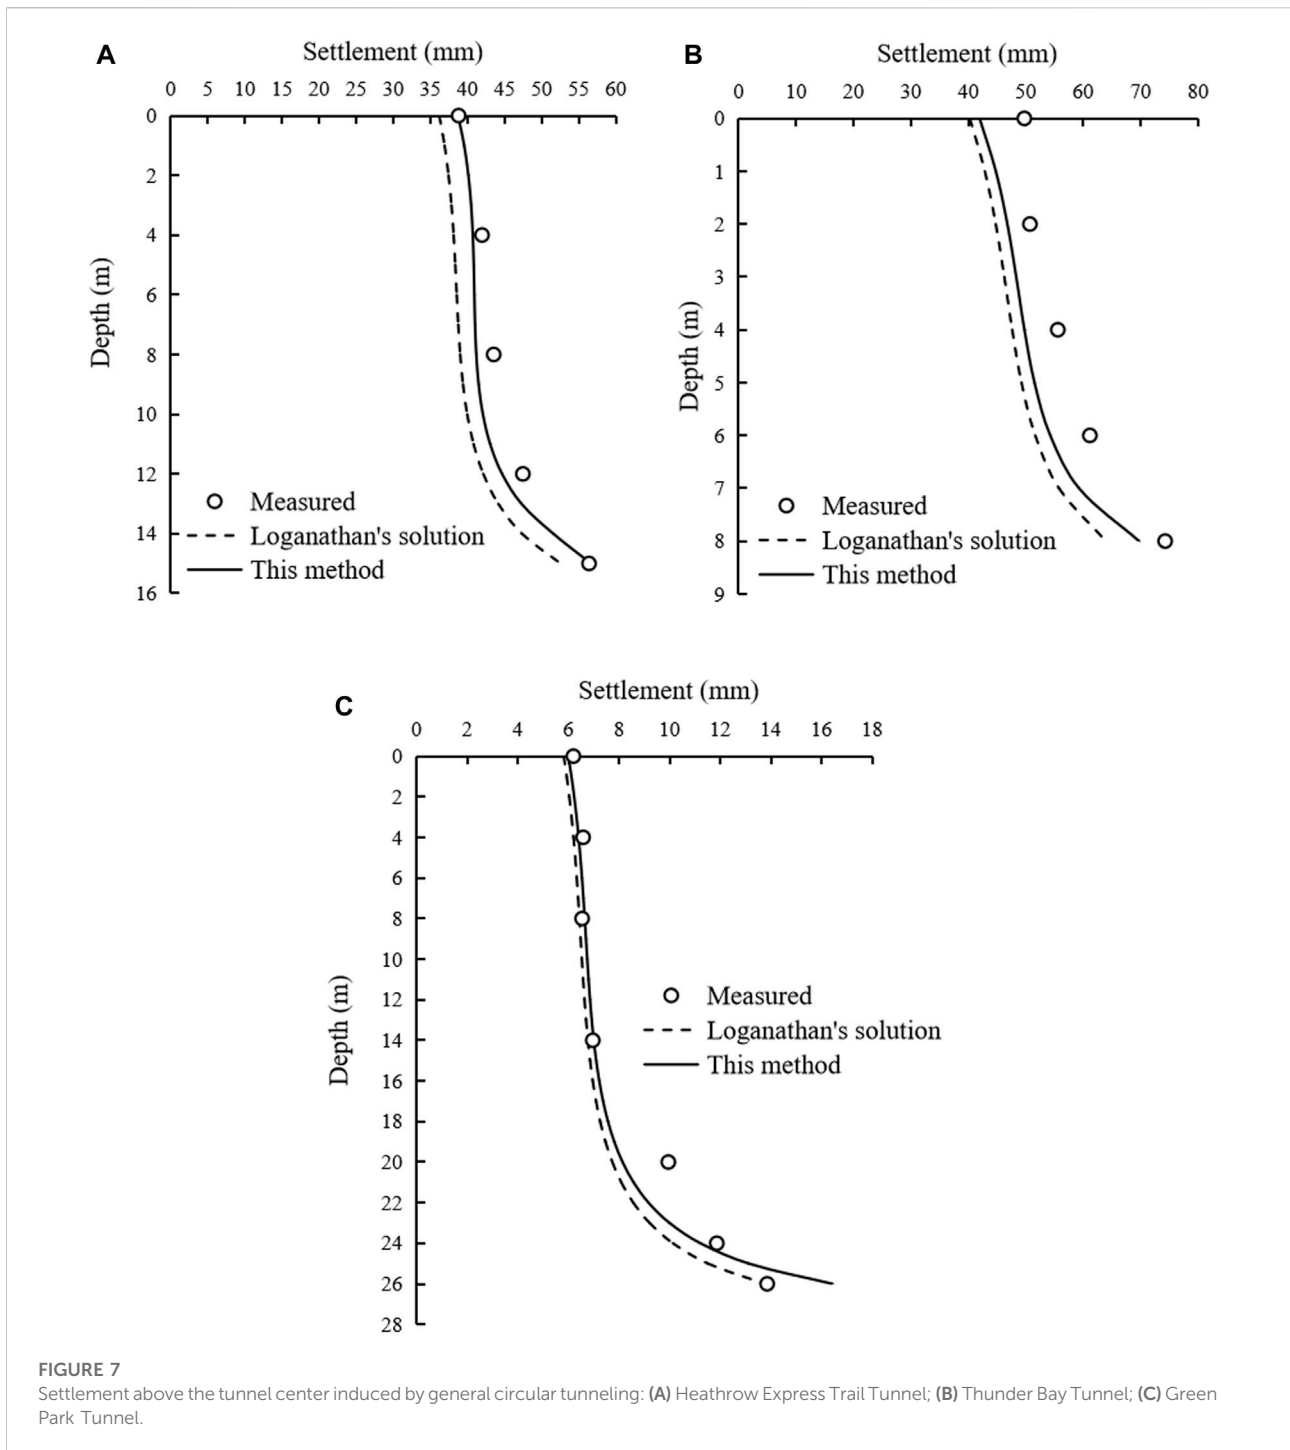 A
Settlement (mm)
0 5 10 15 20 25 30 35 40 45 50 55 60
0
2
4
6
8
10
12
14
16
Depth (m)
Measured
Loganathan's solution
This method
B
Settlement (mm)
0 10 20 30 40 50 60 70 80
0
1
2
3
4
5
6
7
8
9
Depth (m)
Measured
Loganathan's solution
This method
C
Settlement (mm)
0 2 4 6 8 10 12 14 16 18
0
2
4
6
8
10
12
14
16
18
20
22
24
26
28
Depth (m)
Measured
Loganathan's solution
This method
FIGURE 7
Settlement above the tunnel center induced by general circular tunneling: (A) Heathrow Express Trail Tunnel; (B) Thunder Bay Tunnel; (C) Green
Park Tunnel.